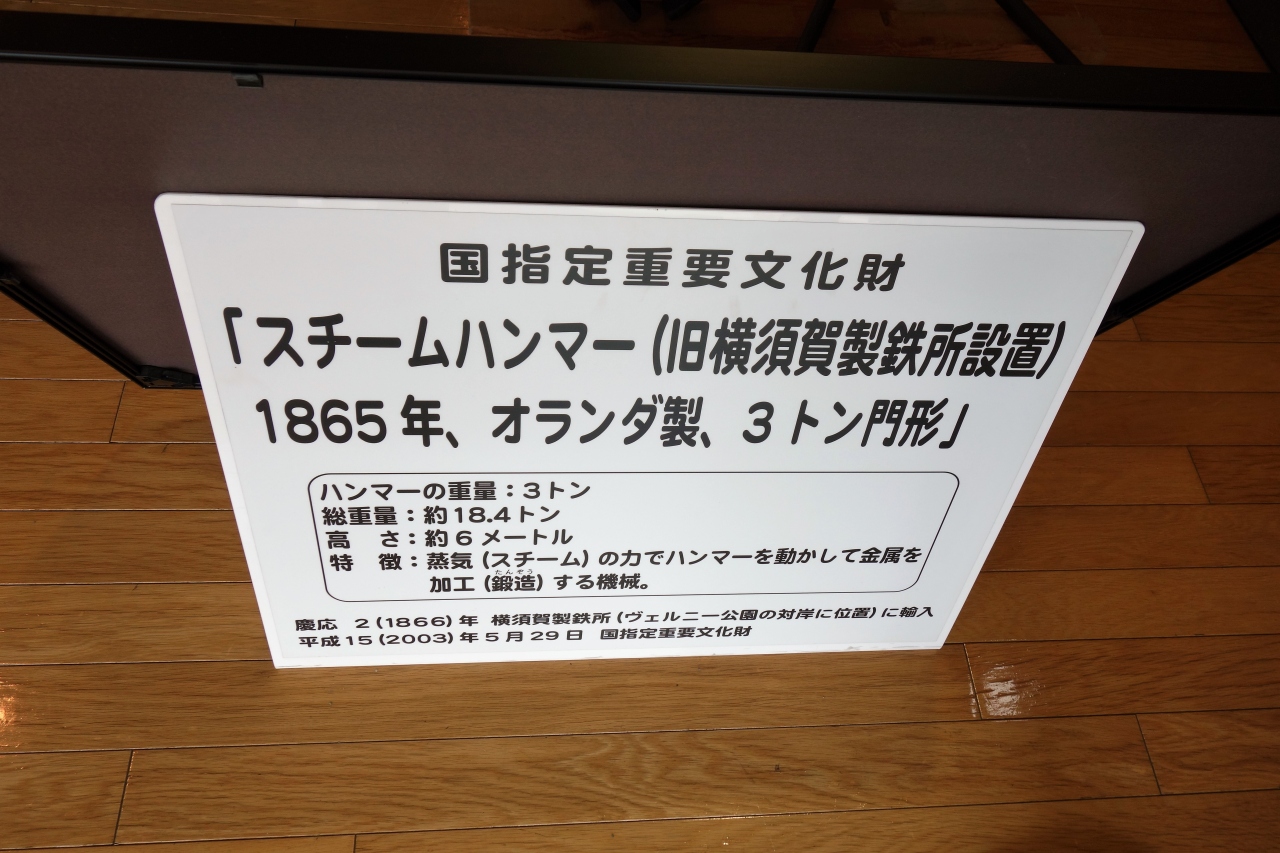 国指定重要文化財
「スチームハンマー(旧横須賀製鉄所設置)
1865年、オランダ製、3トン門形」
ハンマーの重量:3トン
総重量:約18.4トン
高　さ:約6メートル
特　徴:蒸気(スチーム)の力でハンマーを動かして金属を
たんぞう
加工(鍛造)する機械。
慶応　2(1866)年　横須賀製鉄所(ヴェルニー公園の対岸に位置)に輸入
平成15(2003)年5月29日　国指定重要文化財